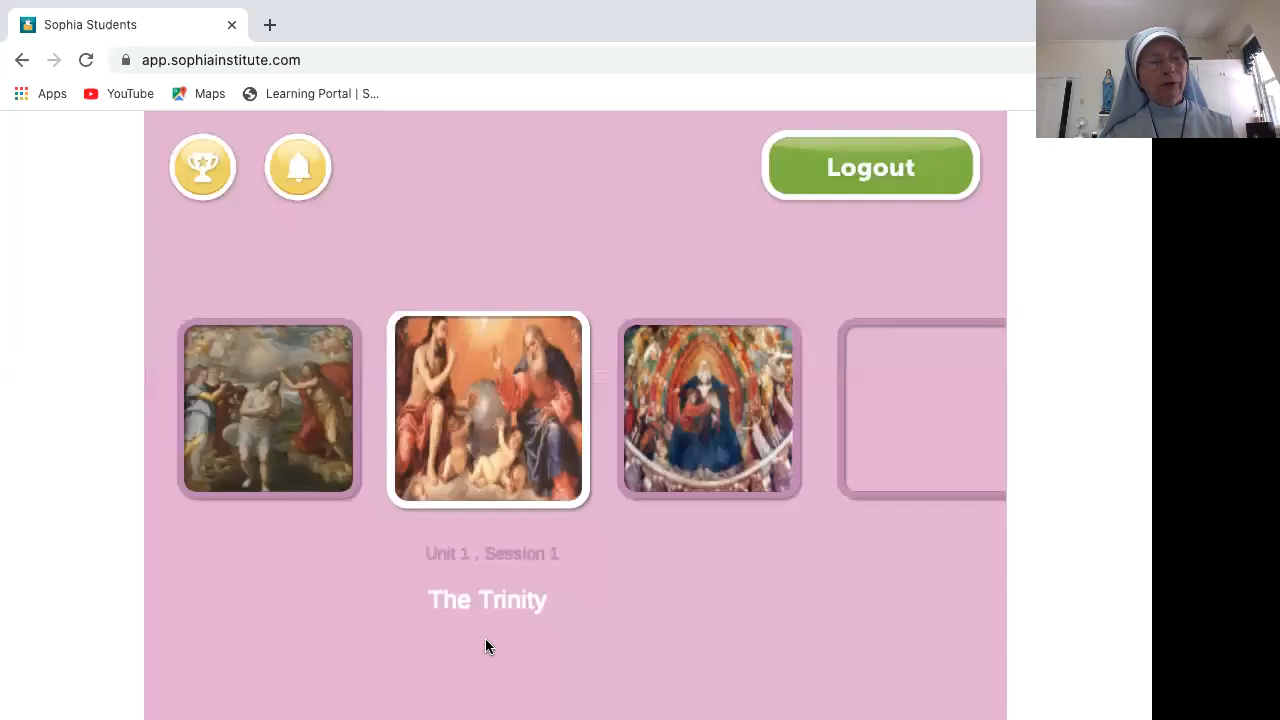 Sophia Students
app.sophiainstitute.com
Apps YouTube Maps Learning Portal | S...
Logout
Unit 1 , Session 1
The Trinity